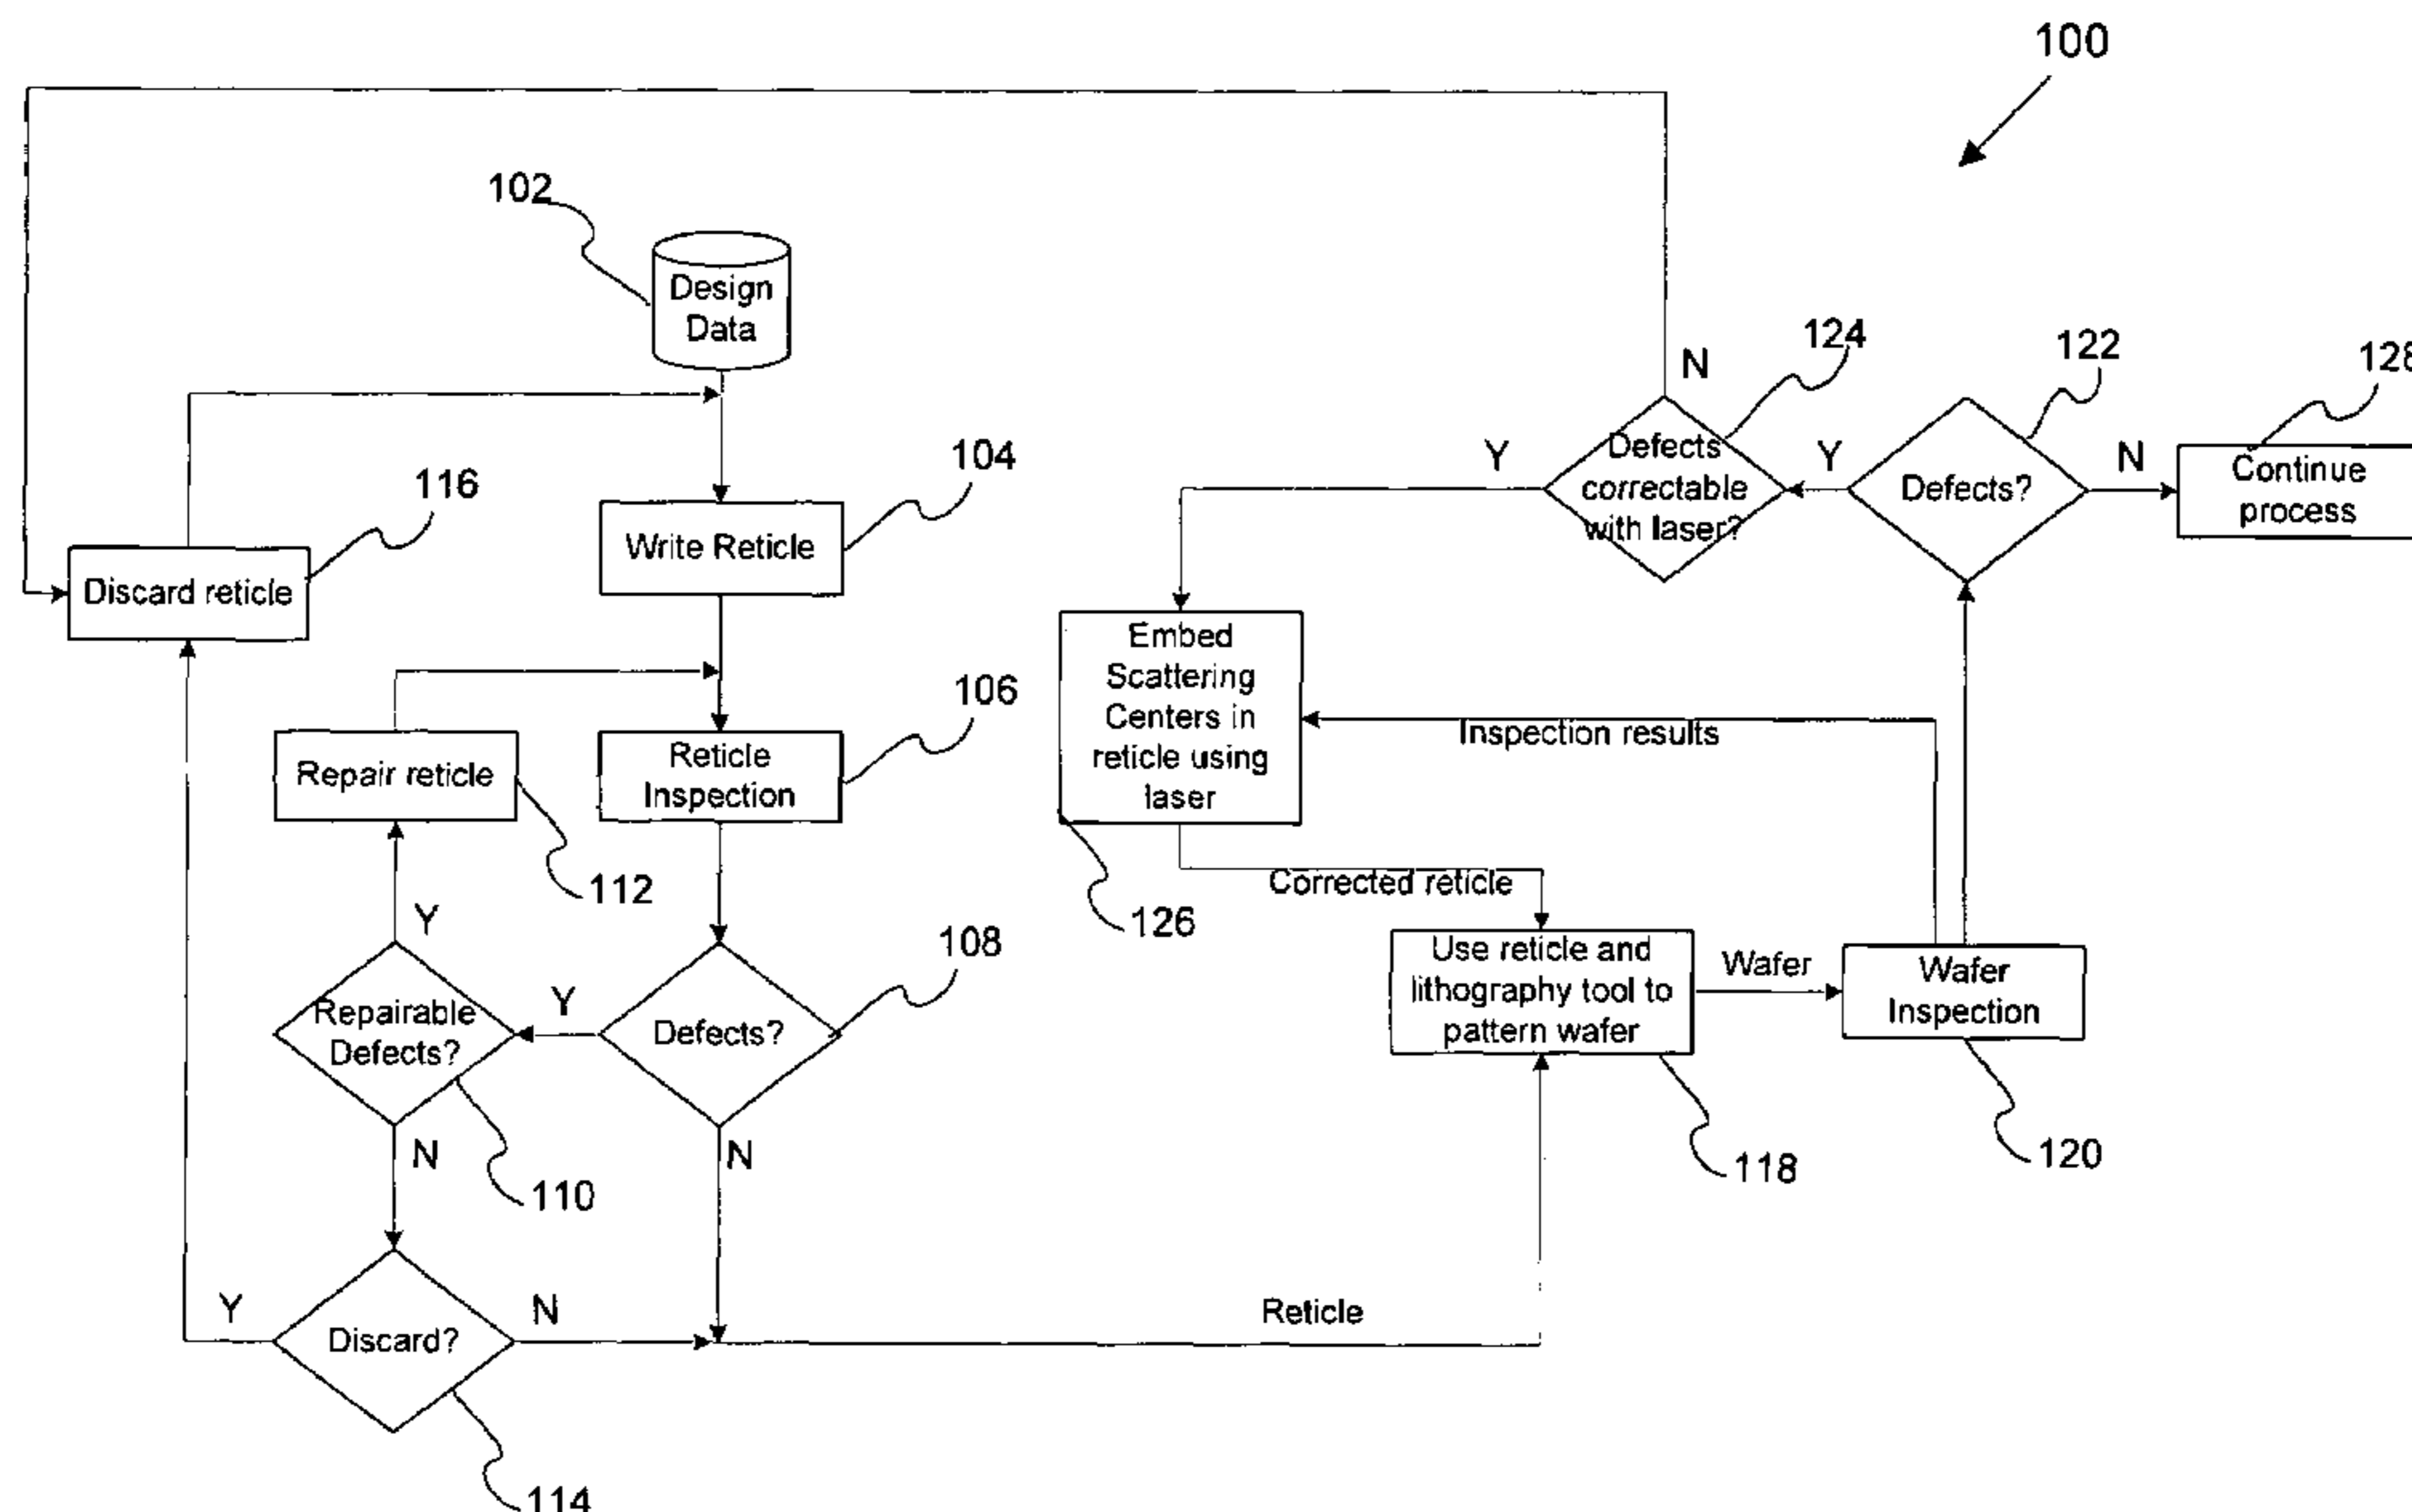 100
102
Design
Data
124
122
128
N
104
Defects
correctable
with laser?
Y
Y
Defects?
N
Continue
process
116
Write Reticle
Discard reticle
Embed
Scattering
Centers in
reticle using
laser
106
Inspection results
Repair reticle
Reticle
Inspection
112
Corrected reticle
126
Y
108
Use reticle and
lithography tool to
pattern wafer
Wafer
Wafer
Inspection
Repairable
Defects?
Y
Defects?
N
N
110
118
120
Y
Discard?
N
Reticle
114